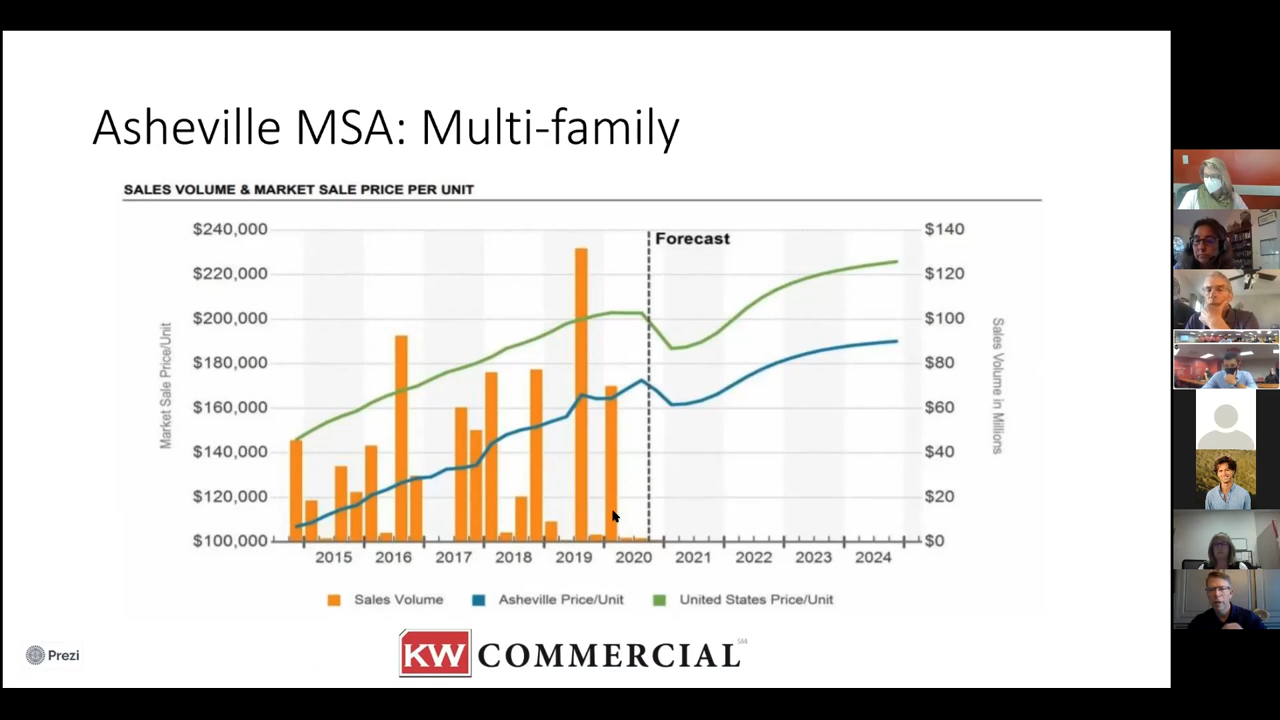 Asheville MSA: Multi-family
SALES VOLUME & MARKET SALE PRICE PER UNIT
$240,000
$220,000
$200,000
$180,000
$160,000
$140,000
$120,000
$100,000
Market Sale Price/Unit
Forecast
$140
$120
$100
$80
$60
$40
$20
$0
Sales Volume in Millions
2015 2016 2017 2018 2019 2020 2021 2022 2023 2024
Sales Volume Asheville Price/Unit United States Price/Unit
Prezi
KW COMMERCIAL SM